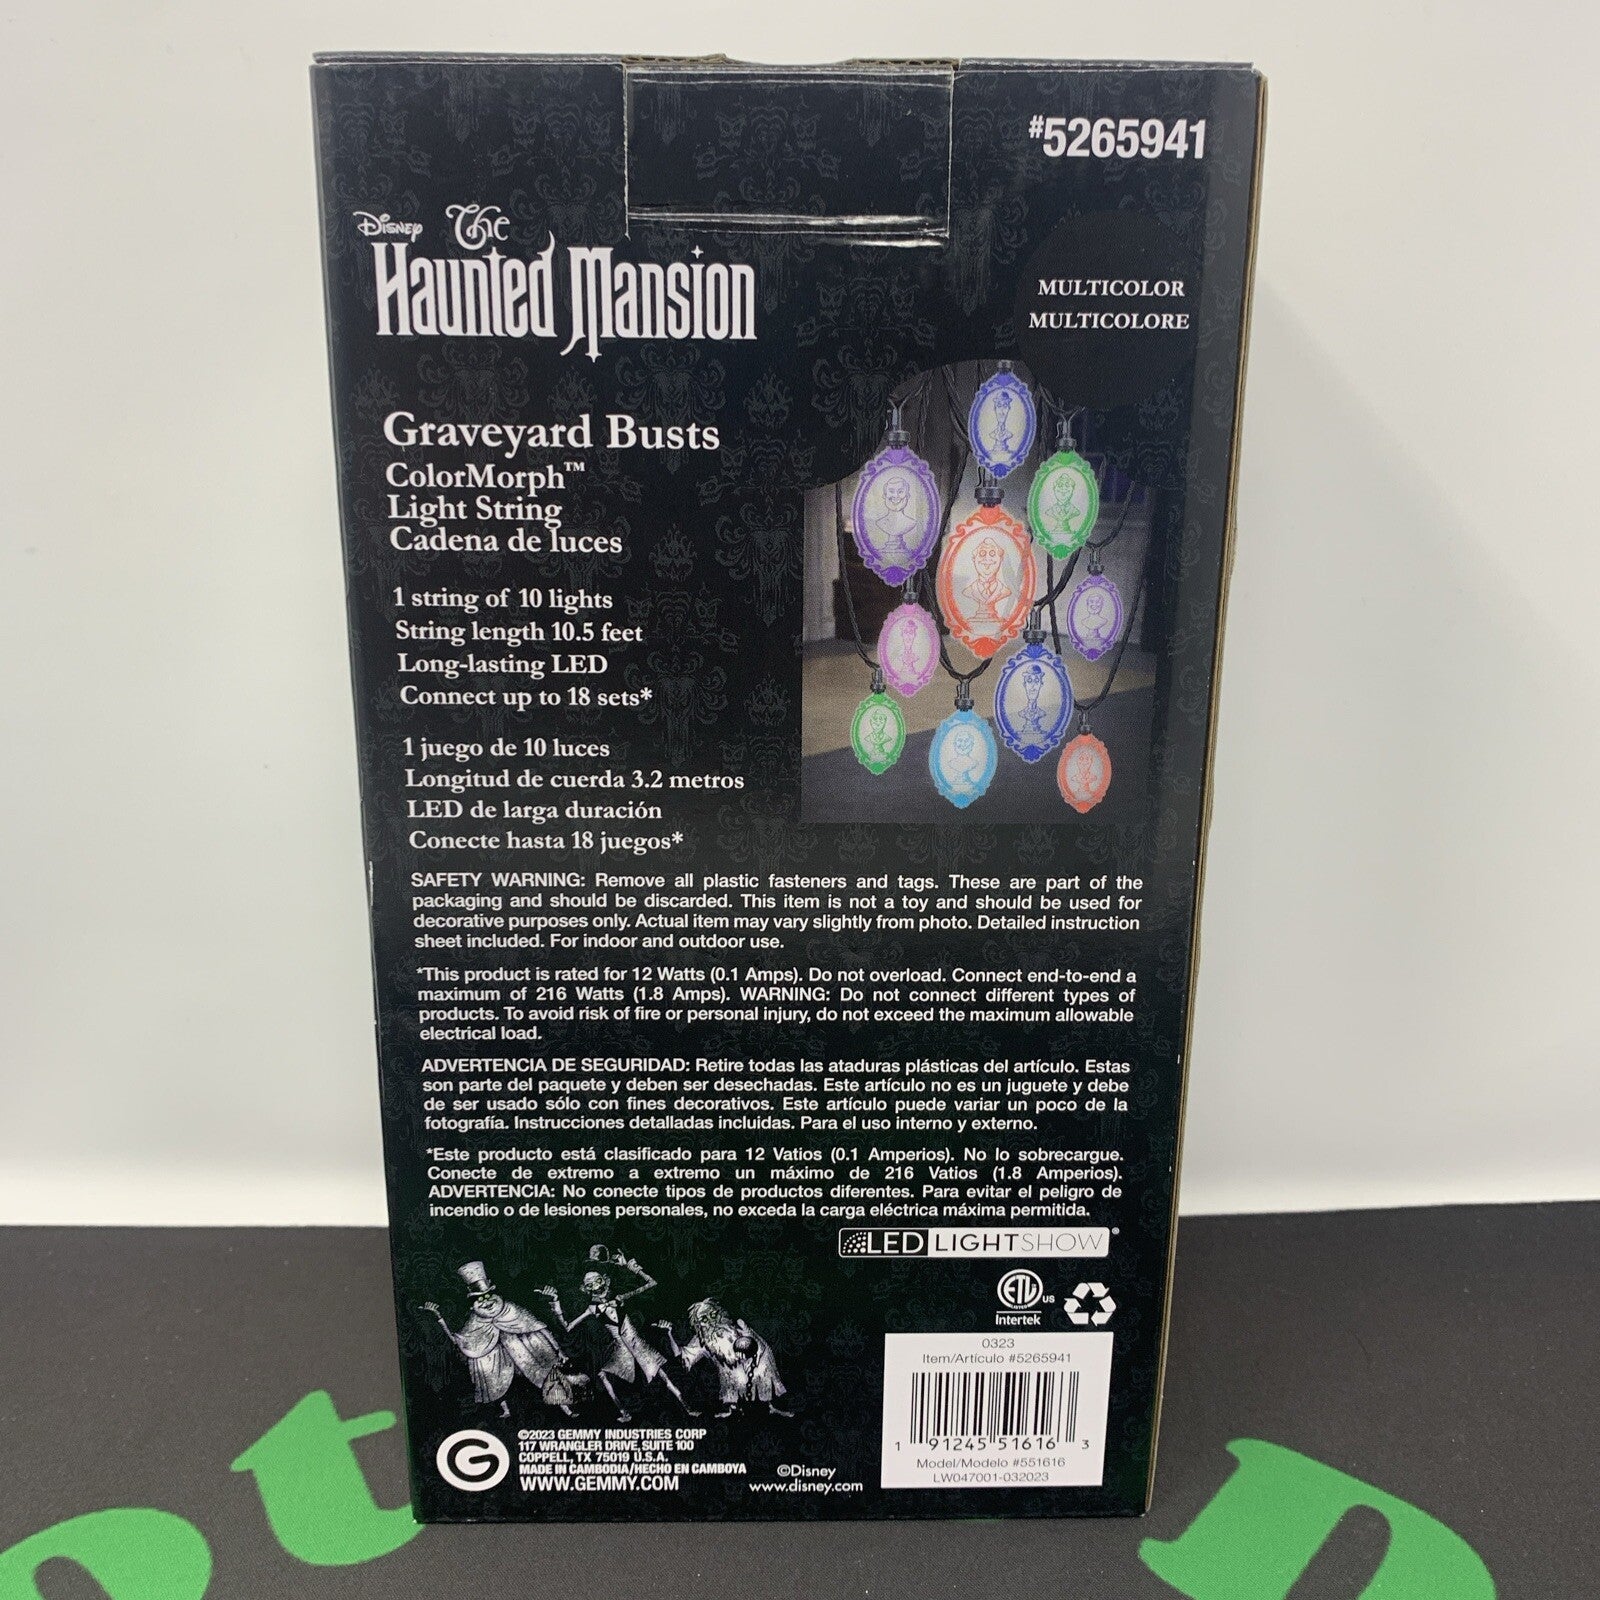 #5265941
Disney The
Haunted Mansion
MULTICOLOR
MULTICOLORE
Graveyard Busts
ColorMorph™
Light String
Cadena de luces
1 string of 10 lights
String length 10.5 feet
Long-lasting LED
Connect up to 18 sets*
1 juego de 10 luces
Longitud de cuerda 3.2 metros
LED de larga duración
Conecte hasta 18 juegos*
SAFETY WARNING: Remove all plastic fasteners and tags. These are part of the
packaging and should be discarded. This item is not a toy and should be used for
decorative purposes only. Actual item may vary slightly from photo. Detailed instruction
sheet included. For indoor and outdoor use.
*This product is rated for 12 Watts (0.1 Amps). Do not overload. Connect end-to-end a
maximum of 216 Watts (1.8 Amps). WARNING: Do not connect different types of
products. To avoid risk of fire or personal injury, do not exceed the maximum allowable
electrical load.
ADVERTENCIA DE SEGURIDAD: Retire todas las ataduras plásticas del artículo. Estas
son parte del paquete y deben ser desechadas. Este artículo no es un juguete y debe
de ser usado sólo con fines decorativos. Este artículo puede variar un poco de la
fotografía. Instrucciones detalladas incluidas. Para el uso interno y externo.
*Este producto está clasificado para 12 Vatios (0.1 Amperios). No lo sobrecargue.
Conecte de extremo a extremo un máximo de 216 Vatios (1.8 Amperios).
ADVERTENCIA: No conecte tipos de productos diferentes. Para evitar el peligro de
incendio o de lesiones personales, no exceda la carga eléctrica máxima permitida.
LED LIGHTSHOW®
ETL US
LISTED
Intertek
0323
Item/Artículo #5265941
1 91245 51616 3
Model/Modelo #551616
LW047001-032023
G
©2023 GEMMY INDUSTRIES CORP
117 WRANGLER DRIVE, SUITE 100
COPPELL, TX 75019 U.S.A.
MADE IN CAMBODIA/HECHO EN CAMBOYA
WWW.GEMMY.COM
©Disney
www.disney.com